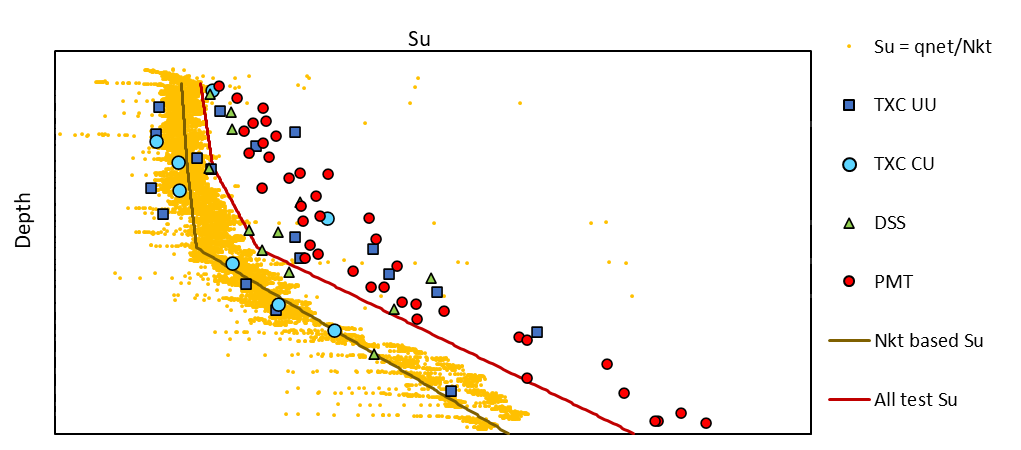 Su
Depth
Su = qnet/Nkt
TXC UU
TXC CU
DSS
PMT
Nkt based Su
All test Su